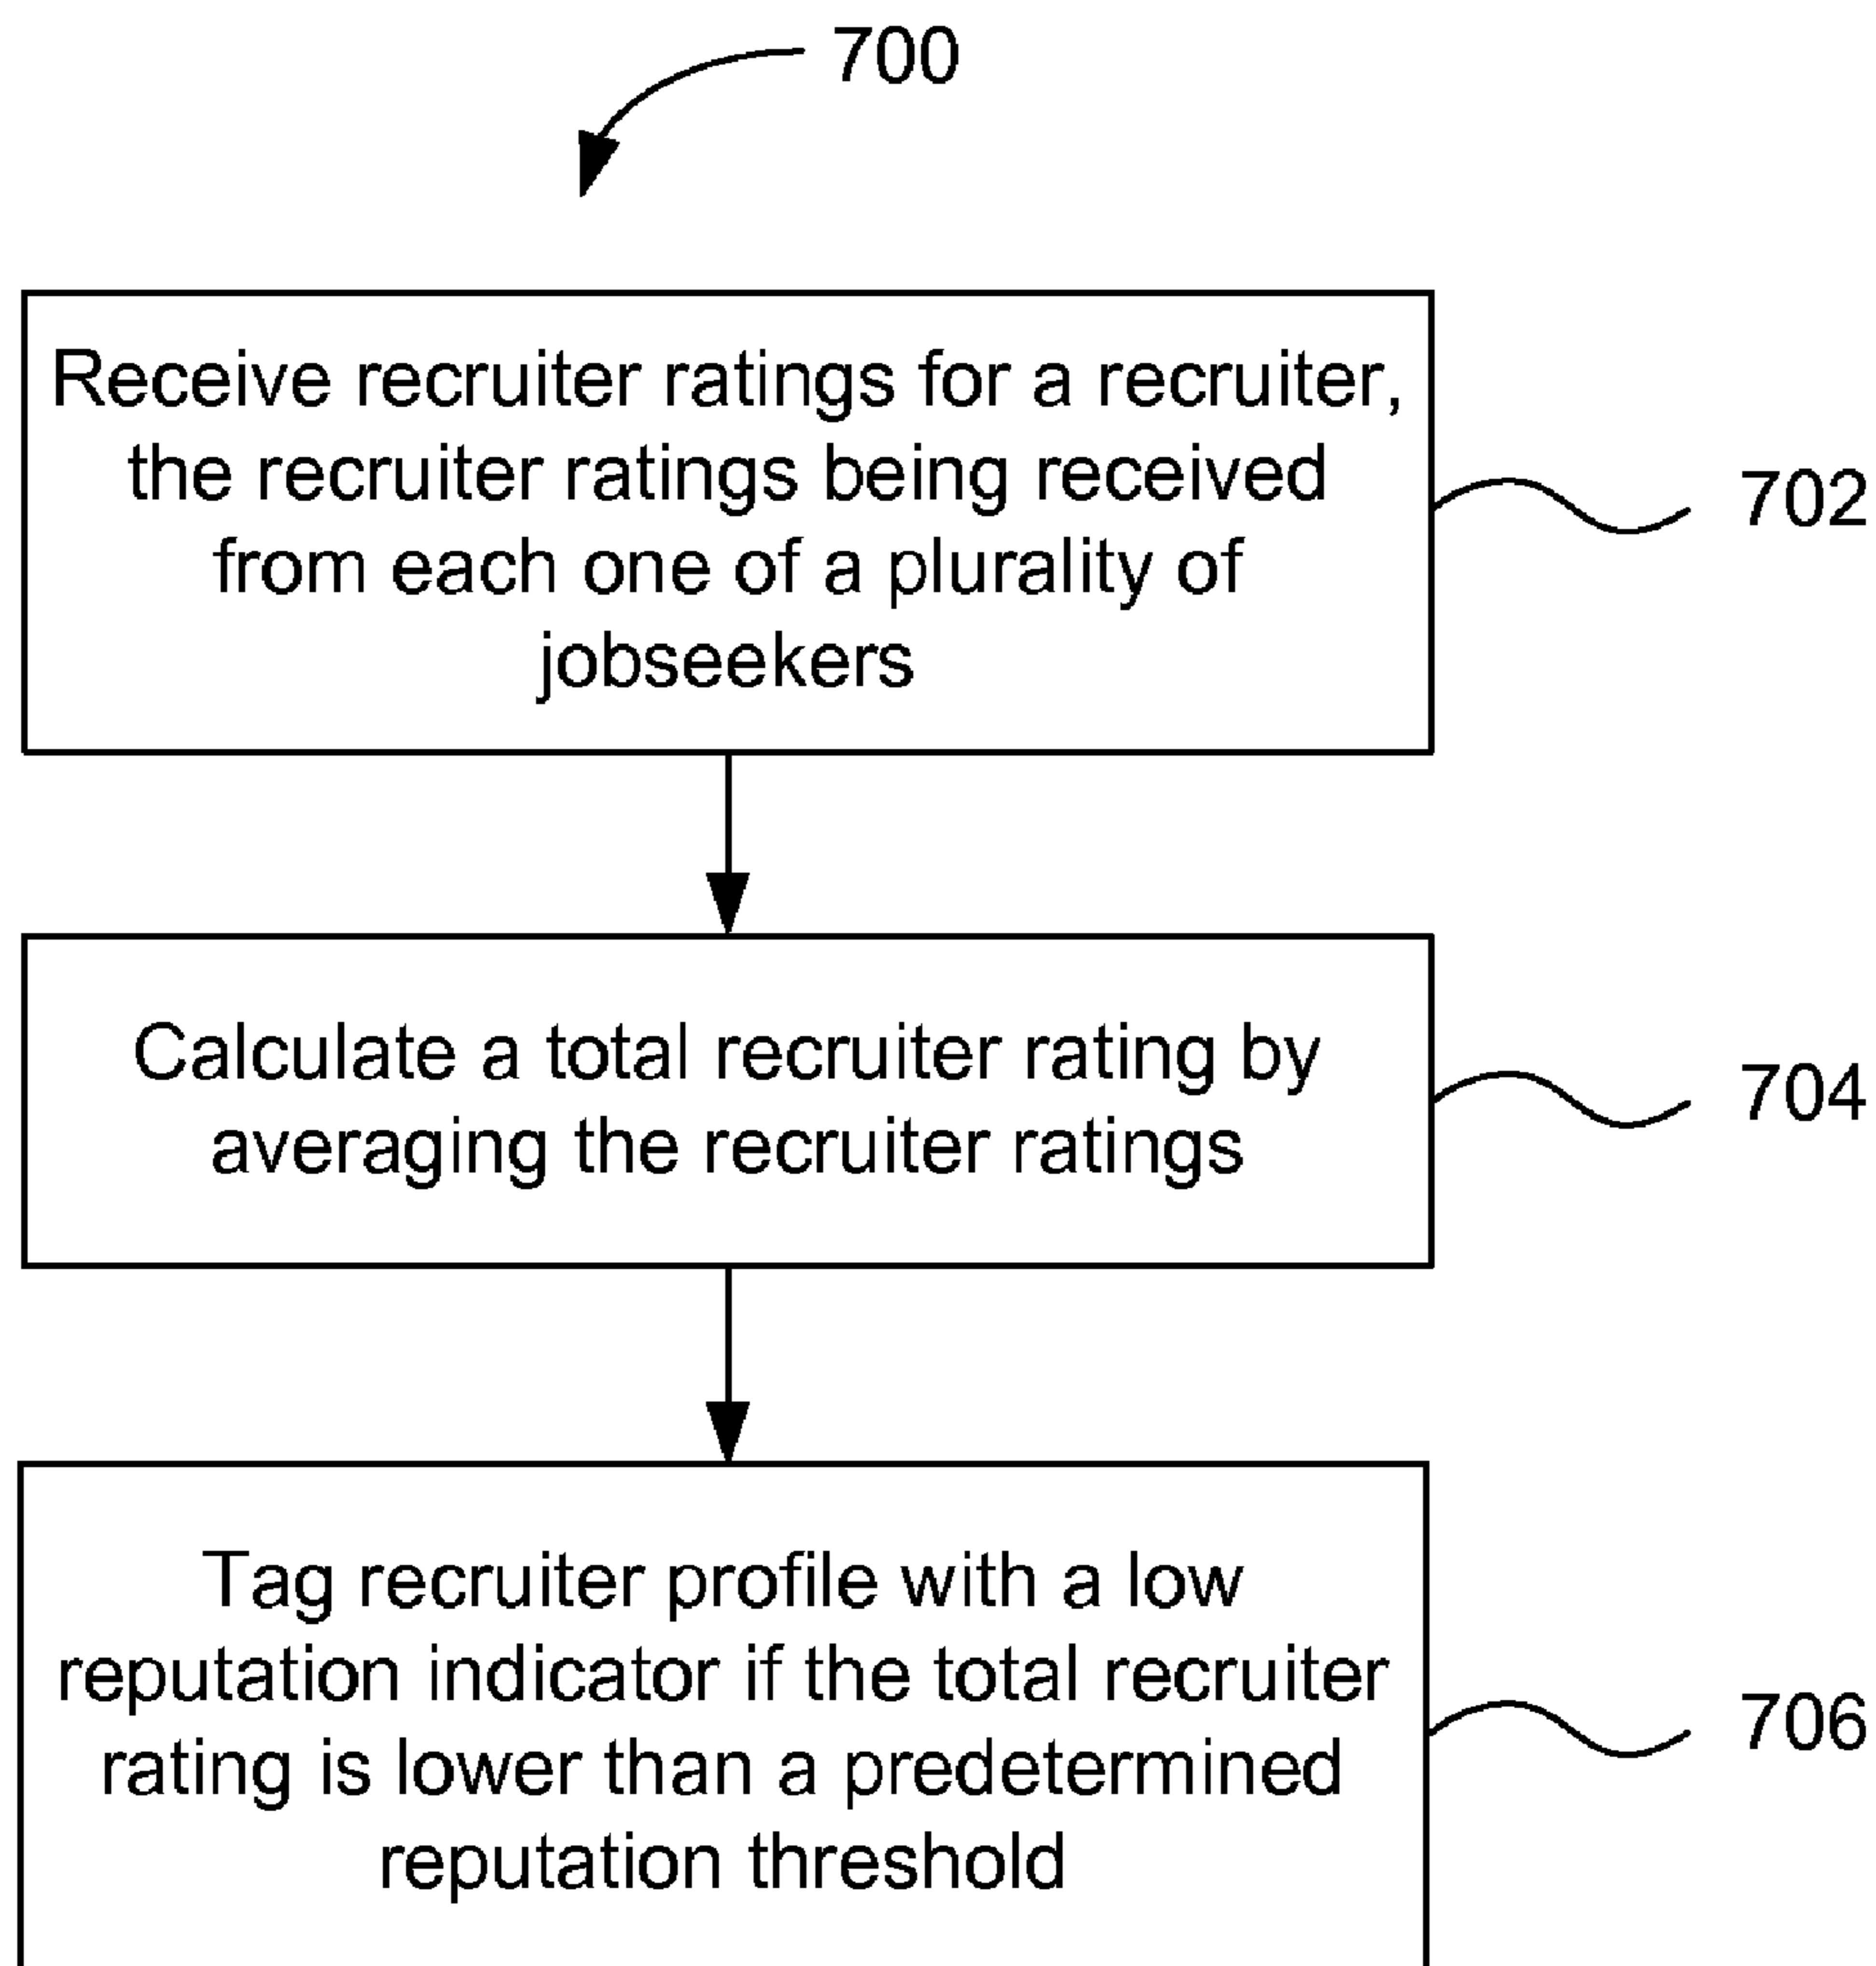 700
Receive recruiter ratings for a recruiter,
the recruiter ratings being received
from each one of a plurality of
jobseekers
702
Calculate a total recruiter rating by
averaging the recruiter ratings
704
Tag recruiter profile with a low
reputation indicator if the total recruiter
rating is lower than a predetermined
reputation threshold
706